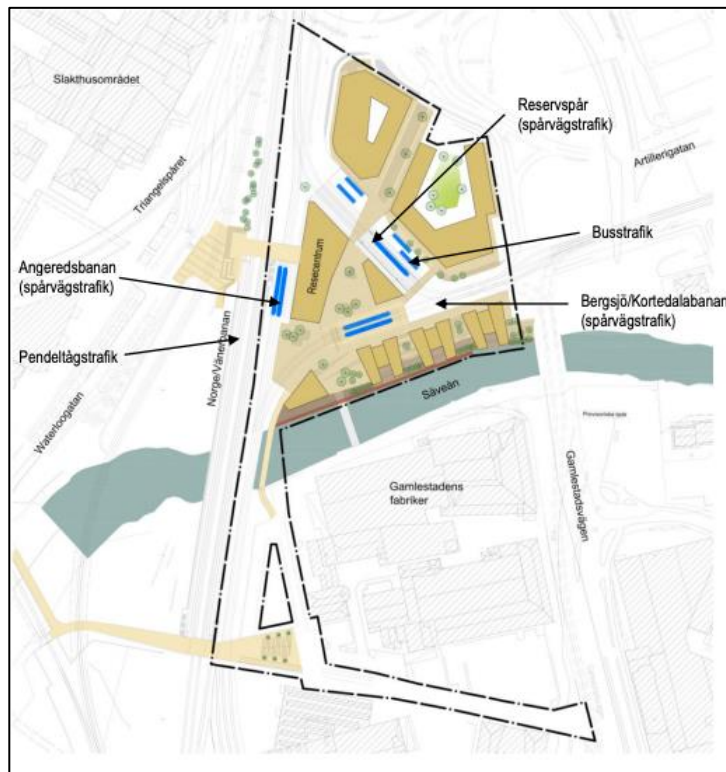 Slakthusområdet
Reservspår
(spårvägstrafik)
Artillerigatan
Triangelspåret
Busstrafik
Resecentrum
Angeredsbanan
(spårvägstrafik)
Bergsjö/Kortedalabanan
(spårvägstrafik)
Pendeltågstrafik
Norge/Vänerbanan
Waterloogatan
Säveån
Gamlestadens
fabriker
Gamlestadsvägen